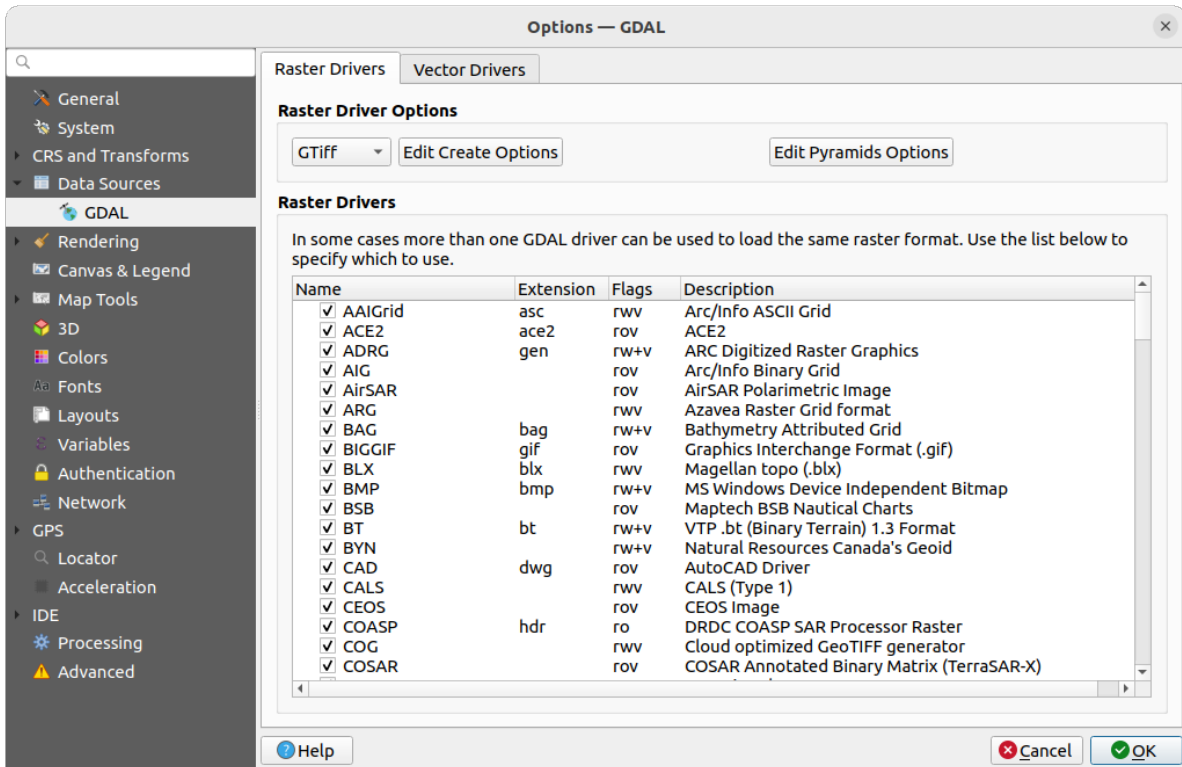 Options — GDAL
General
System
CRS and Transforms
Data Sources
GDAL
Rendering
Canvas & Legend
Map Tools
3D
Colors
Aa Fonts
Layouts
ε Variables
Authentication
Network
GPS
Locator
Acceleration
IDE
Processing
Advanced
Raster Drivers Vector Drivers
Raster Driver Options
GTiff Edit Create Options Edit Pyramids Options
Raster Drivers
In some cases more than one GDAL driver can be used to load the same raster format. Use the list below to
specify which to use.
Name Extension Flags Description
AAIGrid asc rwv Arc/Info ASCII Grid
ACE2 ace2 rov ACE2
ADRG gen rw+v ARC Digitized Raster Graphics
AIG rov Arc/Info Binary Grid
AirSAR rov AirSAR Polarimetric Image
ARG rwv Azavea Raster Grid format
BAG bag rw+v Bathymetry Attributed Grid
BIGGIF gif rov Graphics Interchange Format (.gif)
BLX blx rwv Magellan topo (.blx)
BMP bmp rw+v MS Windows Device Independent Bitmap
BSB rov Maptech BSB Nautical Charts
BT bt rw+v VTP .bt (Binary Terrain) 1.3 Format
BYN rw+v Natural Resources Canada's Geoid
CAD dwg rov AutoCAD Driver
CALS rwv CALS (Type 1)
CEOS rov CEOS Image
COASP hdr ro DRDC COASP SAR Processor Raster
COG rwv Cloud optimized GeoTIFF generator
COSAR rov COSAR Annotated Binary Matrix (TerraSAR-X)
Help Cancel OK